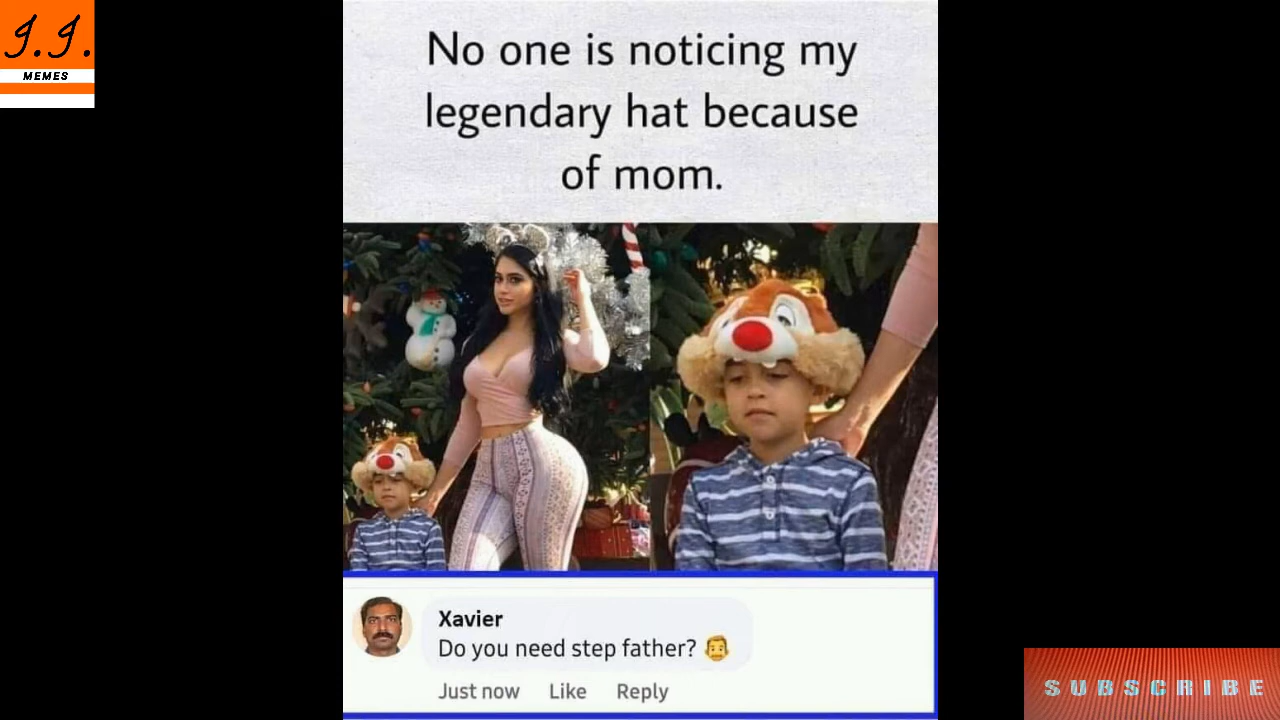 J.J.
MEMES
No one is noticing my
legendary hat because
of mom.
Xavier
Do you need step father? 🧔
Just now Like Reply
SUBSCRIBE